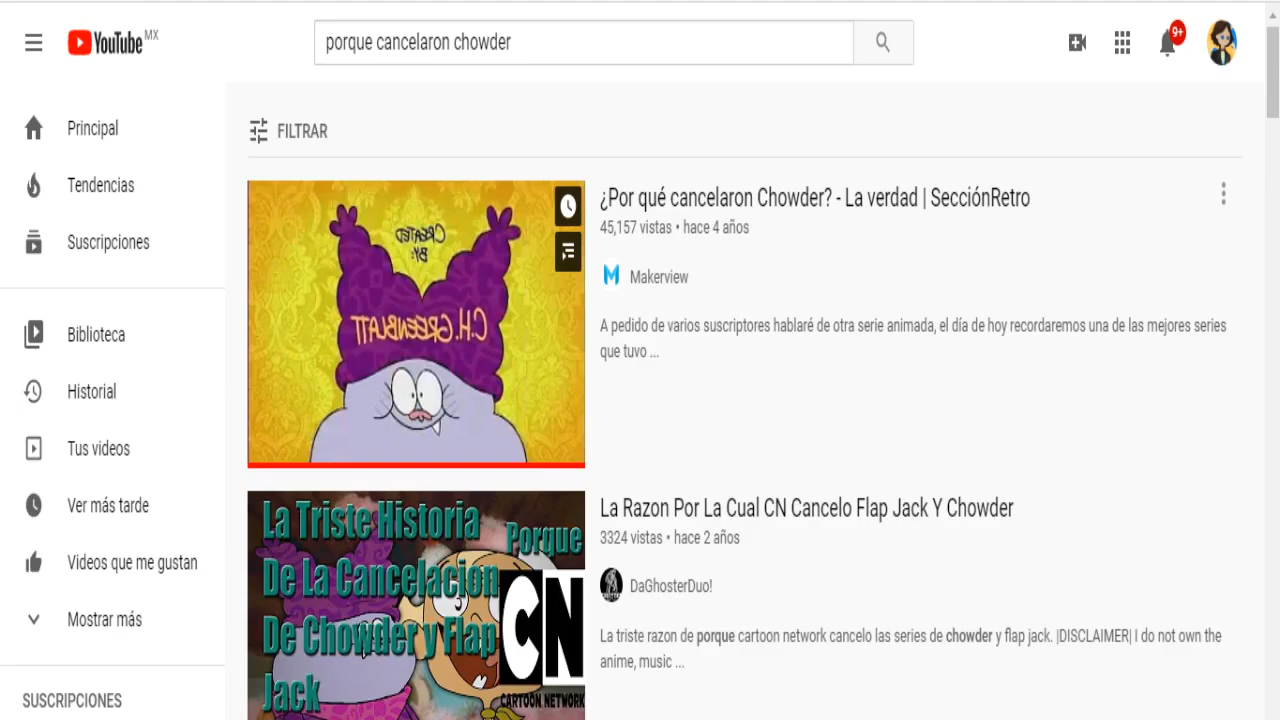 YouTube MX
porque cancelaron chowder
9+
Principal
Tendencias
Suscripciones
Biblioteca
Historial
Tus videos
Ver más tarde
Videos que me gustan
Mostrar más
SUSCRIPCIONES
FILTRAR
CREATED
BY:
C.H. GREENBLATT
¿Por qué cancelaron Chowder? - La verdad | SecciónRetro
45,157 vistas • hace 4 años
Makerview
A pedido de varios suscriptores hablaré de otra serie animada, el día de hoy recordaremos una de las mejores series
que tuvo ...
La Triste Historia Porque
De La Cancelacion
De Chowder y Flap
Jack
CN
CARTOON NETWORK
La Razon Por La Cual CN Cancelo Flap Jack Y Chowder
3324 vistas • hace 2 años
DaGhosterDuo!
La triste razon de porque cartoon network cancelo las series de chowder y flap jack. |DISCLAIMER| I do not own the
anime, music ...